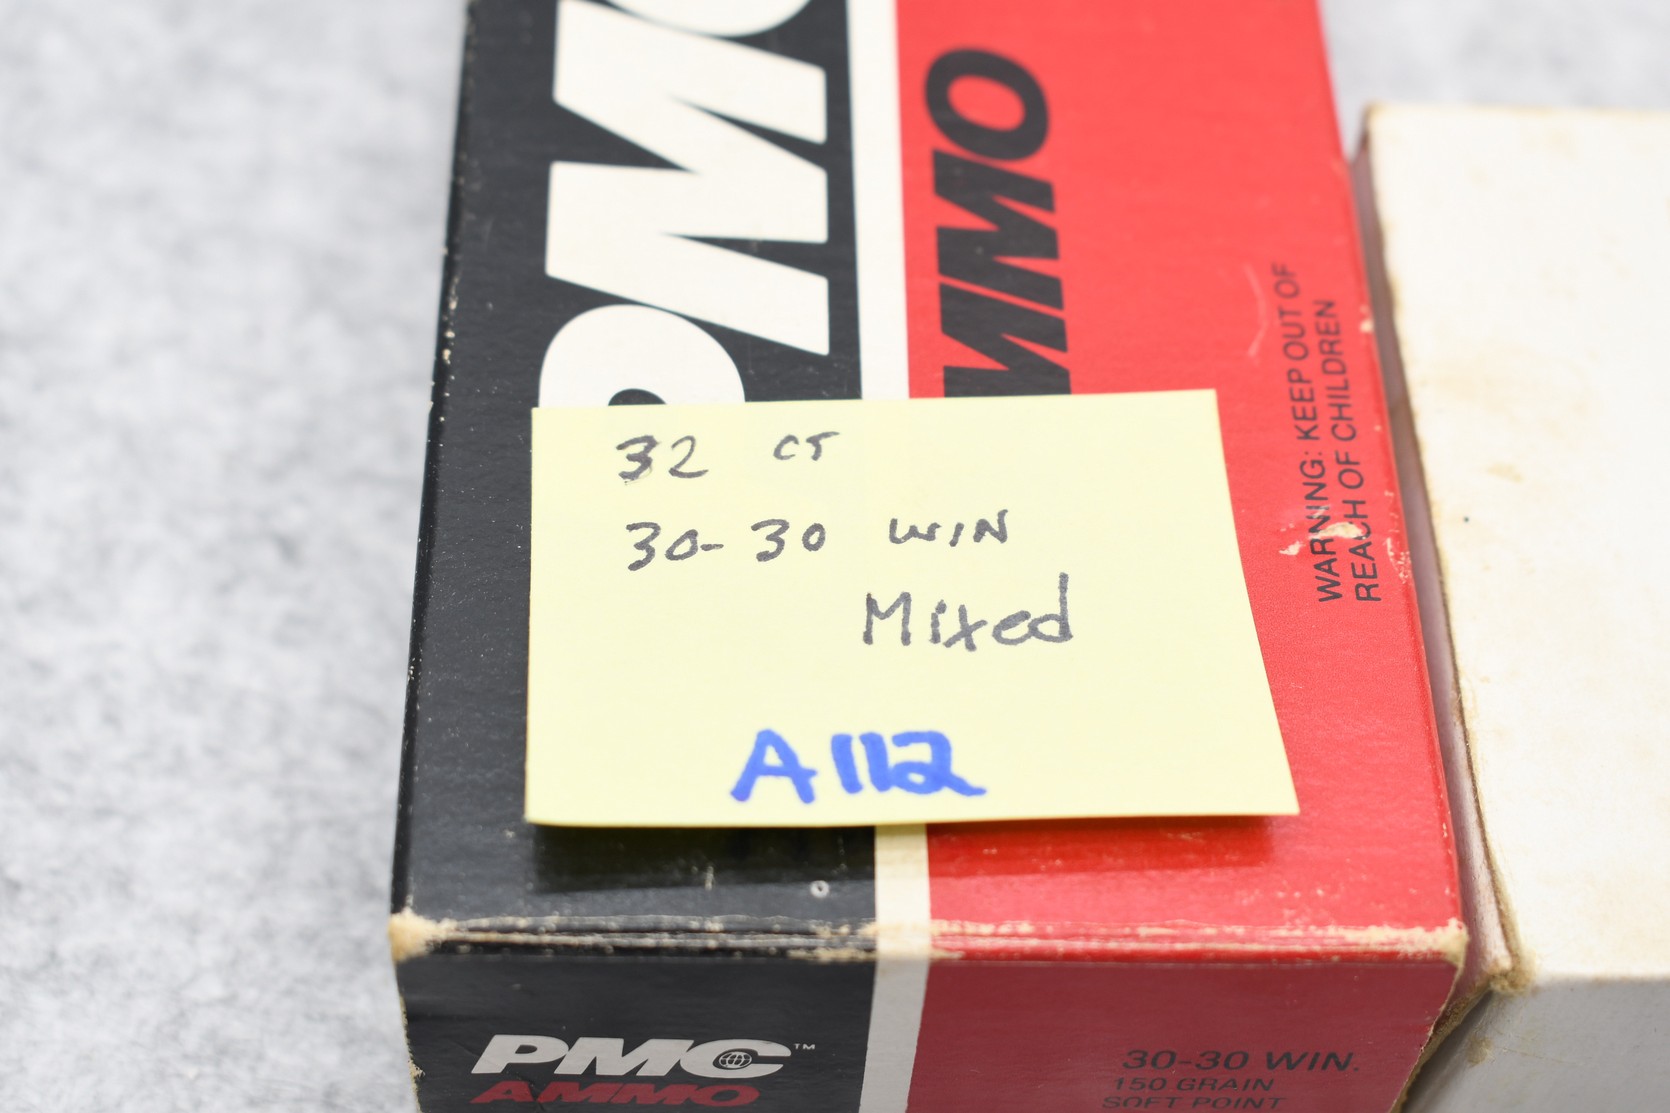 PMC
AMMO
WARNING: KEEP OUT OF
REACH OF CHILDREN
32 CT
30-30 WIN
Mixed
A112
PMC™
AMMO
30-30 WIN.
150 GRAIN
SOFT POINT